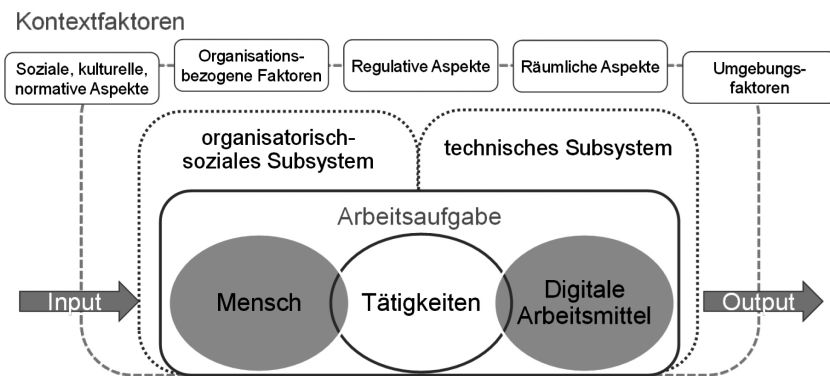 Kontextfaktoren
Soziale, kulturelle,
normative Aspekte
Organisations-
bezogene Faktoren
Regulative Aspekte
Räumliche Aspekte
Umgebungs-
faktoren
organisatorisch-
soziales Subsystem
technisches Subsystem
Arbeitsaufgabe
Input
Mensch
Tätigkeiten
Digitale
Arbeitsmittel
Output